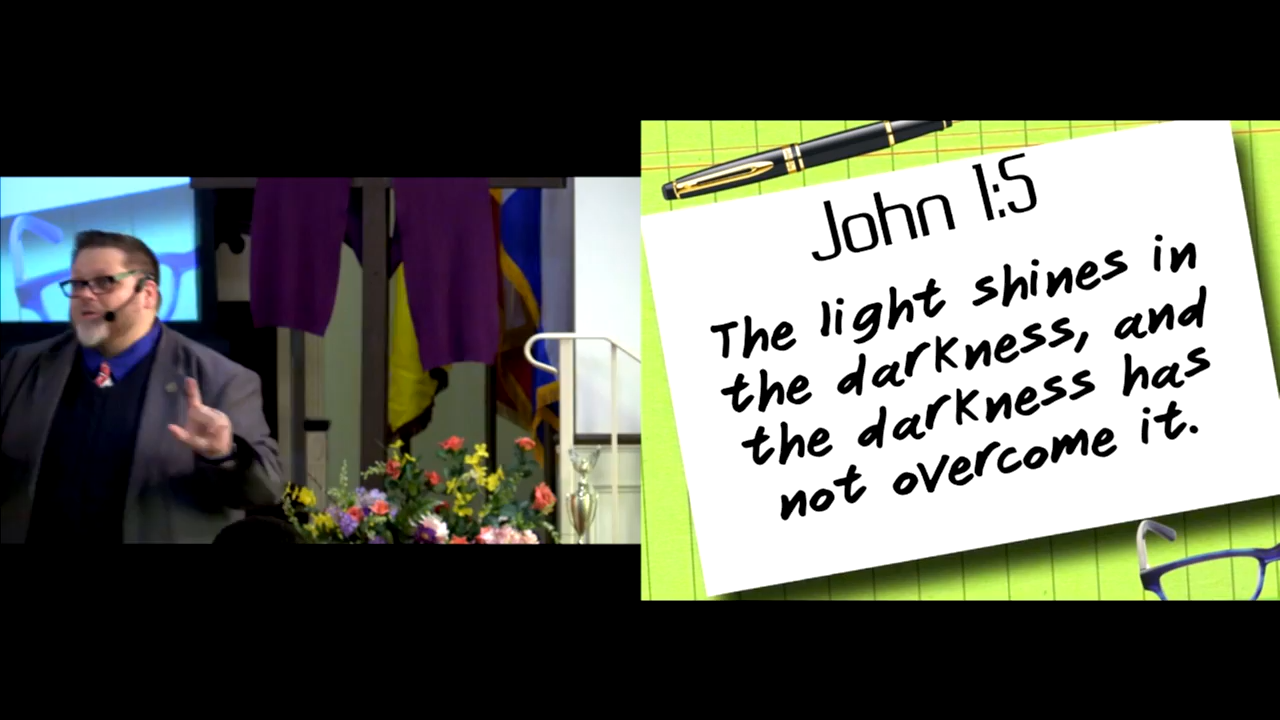 John 1:5
The light shines in
the darkness, and
the darkness has
not overcome it.